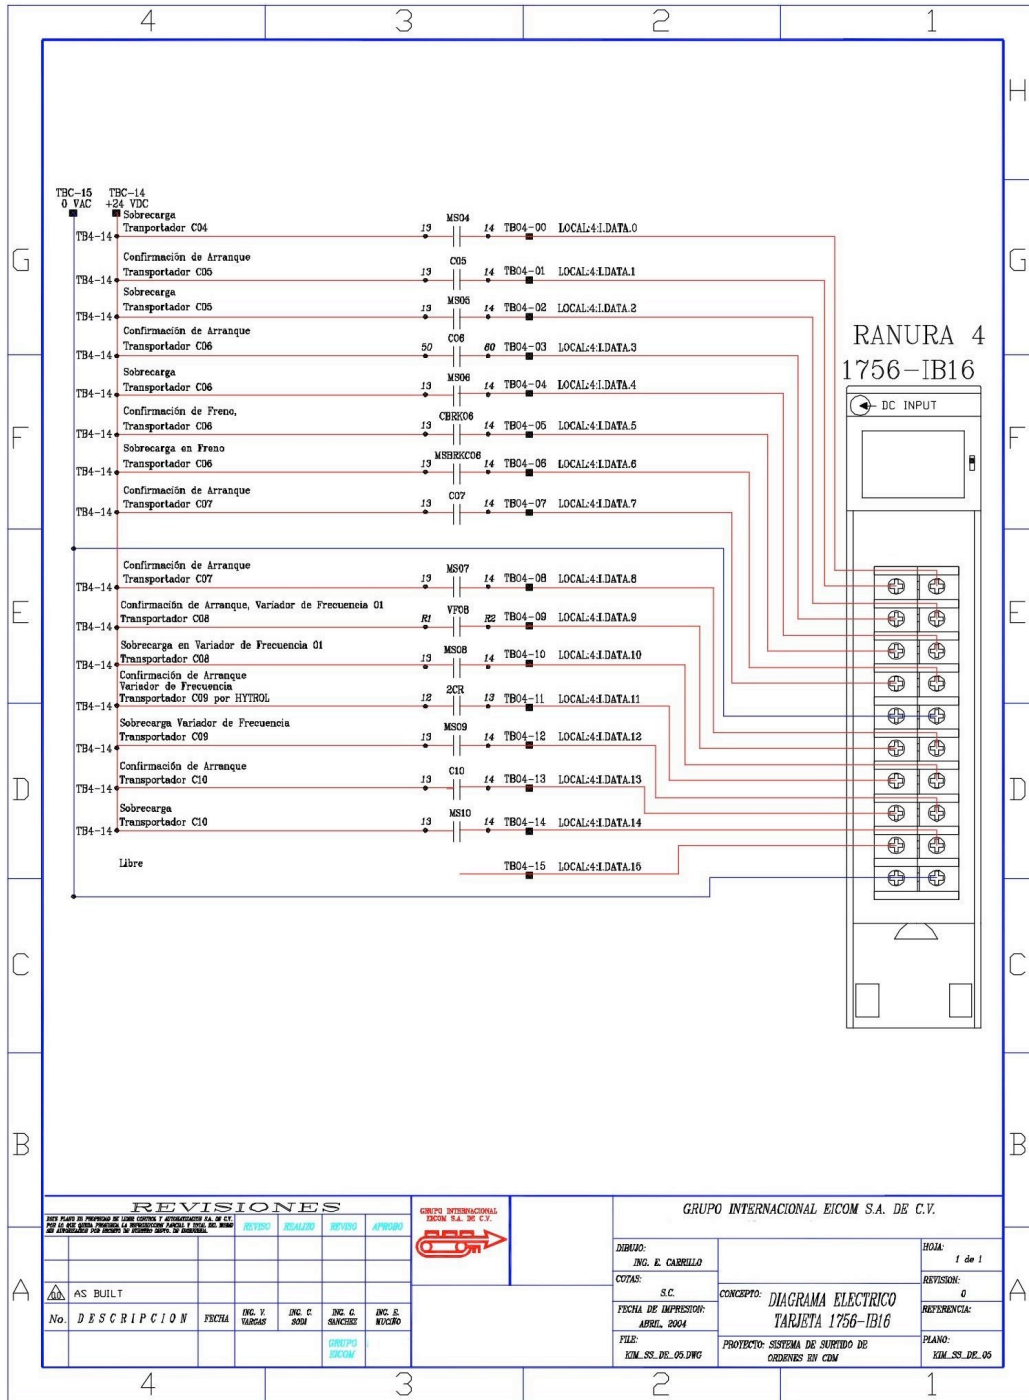 4 3 2 1
H
TBC-15 TBC-14
0 VAC +24 VDC
Sobrecarga
Tranportador C04
MS04
TB4-14 13 14 TB04-00 LOCAL:4:I.DATA.0
G G
Confirmación de Arranque
Transportador C05
C05
TB4-14 13 14 TB04-01 LOCAL:4:I.DATA.1
Sobrecarga
Transportador C05
MS05
TB4-14 13 14 TB04-02 LOCAL:4:I.DATA.2
Confirmación de Arranque
Transportador C06
C06
TB4-14 50 60 TB04-03 LOCAL:4:I.DATA.3
RANURA 4
1756-IB16
Sobrecarga
Transportador C06
MS06
TB4-14 13 14 TB04-04 LOCAL:4:I.DATA.4
DC INPUT
Confirmación de Freno,
Transportador C06
CBRK06
TB4-14 13 14 TB04-05 LOCAL:4:I.DATA.5
F F
Sobrecarga en Freno
Transportador C06
MSBRKC06
TB4-14 13 14 TB04-06 LOCAL:4:I.DATA.6
Confirmación de Arranque
Transportador C07
C07
TB4-14 13 14 TB04-07 LOCAL:4:I.DATA.7
Confirmación de Arranque
Transportador C07
MS07
TB4-14 13 14 TB04-08 LOCAL:4:I.DATA.8
E E
Confirmación de Arranque, Variador de Frecuencia 01
Transportador C08
VF08
TB4-14 R1 R2 TB04-09 LOCAL:4:I.DATA.9
Sobrecarga en Variador de Frecuencia 01
Transportador C08
MS08
TB4-14 13 14 TB04-10 LOCAL:4:I.DATA.10
Confirmación de Arranque
Variador de Frecuencia
Transportador C09 por HYTROL
2CR
TB4-14 12 13 TB04-11 LOCAL:4:I.DATA.11
Sobrecarga Variador de Frecuencia
Transportador C09
MS09
TB4-14 13 14 TB04-12 LOCAL:4:I.DATA.12
Confirmación de Arranque
Transportador C10
C10
TB4-14 13 14 TB04-13 LOCAL:4:I.DATA.13
D D
Sobrecarga
Transportador C10
MS10
TB4-14 13 14 TB04-14 LOCAL:4:I.DATA.14
Libre
TB04-15 LOCAL:4:I.DATA.15
C C
B B
REVISIONES
REVISO REALIZO REVISO APROBO
AS BUILT
No. DESCRIPCION FECHA
ING. V. VARGAS
ING. G. SANCHEZ
GRUPO EICOM
GRUPO INTERNACIONAL
EICOM S.A. DE C.V.
GRUPO INTERNACIONAL EICOM S.A. DE C.V.
DIBUJO:
ING. E. CARRILLO
COTAS:
S.C.
FECHA DE IMPRESION:
ABRIL, 2004
FILE:
KIM_SS_DE_05.DWG
CONCEPTO: DIAGRAMA ELECTRICO
TARJETA 1756-IB16
PROYECTO: SISTEMA DE SURTIDO DE
ORDENES EN CDM
HOJA:
1 de 1
REVISION:
0
REFERENCIA:
PLANO:
KIM_SS_DE_05
A A
4 3 2 1